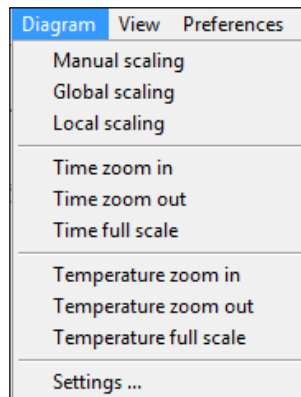 Diagram View Preferences
Manual scaling
Global scaling
Local scaling
Time zoom in
Time zoom out
Time full scale
Temperature zoom in
Temperature zoom out
Temperature full scale
Settings ...